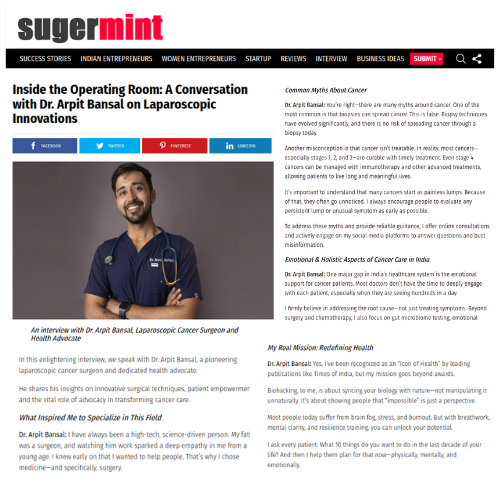 sugermint
SUCCESS STORIES INDIAN ENTREPRENEURS WOMEN ENTREPRENEURS STARTUP REVIEWS INTERVIEW BUSINESS IDEAS SUBMIT
Inside the Operating Room: A Conversation
with Dr. Arpit Bansal on Laparoscopic
Innovations
FACEBOOK TWITTER PINTEREST LINKEDIN
An interview with Dr. Arpit Bansal, Laparoscopic Cancer Surgeon and
Health Advocate
In this enlightening interview, we speak with Dr. Arpit Bansal, a pioneering
laparoscopic cancer surgeon and dedicated health advocate.
He shares his insights on innovative surgical techniques, patient empowermen
and the vital role of advocacy in transforming cancer care.
What Inspired Me to Specialize in This Field
Dr. Arpit Bansal: I have always been a high-tech, science-driven person. My fat
was a surgeon, and watching him work sparked a deep empathy in me from a
young age. I knew early on that I wanted to help people. That's why I chose
medicine—and specifically, surgery.
Common Myths About Cancer
Dr. Arpit Bansal: You're right—there are many myths around cancer. One of the
most common is that biopsies can spread cancer. This is false. Biopsy techniques
have evolved significantly, and there is no risk of spreading cancer through a
biopsy today.
Another misconception is that cancer isn't treatable. In reality, most cancers—
especially stages 1, 2, and 3—are curable with timely treatment. Even stage 4
cancers can be managed with immunotherapy and other advanced treatments,
allowing patients to live long and meaningful lives.
It's important to understand that many cancers start as painless lumps. Because
of that, they often go unnoticed. I always encourage people to evaluate any
persistent lump or unusual symptom as early as possible.
To address these myths and provide reliable guidance, I offer online consultations
and actively engage on my social media platforms to answer questions and bust
misinformation.
Emotional & Holistic Aspects of Cancer Care in India
Dr. Arpit Bansal: One major gap in India's healthcare system is the emotional
support for cancer patients. Most doctors don't have the time to deeply engage
with each patient, especially when they are seeing hundreds in a day.
I firmly believe in addressing the root cause—not just treating symptoms. Beyond
surgery and chemotherapy, I also focus on gut microbiome testing, emotional
My Real Mission: Redefining Health
Dr. Arpit Bansal: Yes, I've been recognized as an "Icon of Health" by leading
publications like Times of India, but my mission goes beyond awards.
Biohacking, to me, is about syncing your biology with nature—not manipulating it
unnaturally. It's about showing people that "impossible" is just a perspective.
Most people today suffer from brain fog, stress, and burnout. But with breathwork,
mental clarity, and resilience training, you can unlock your potential.
I ask every patient: What 10 things do you want to do in the last decade of your
life? And then I help them plan for that now—physically, mentally, and
emotionally.